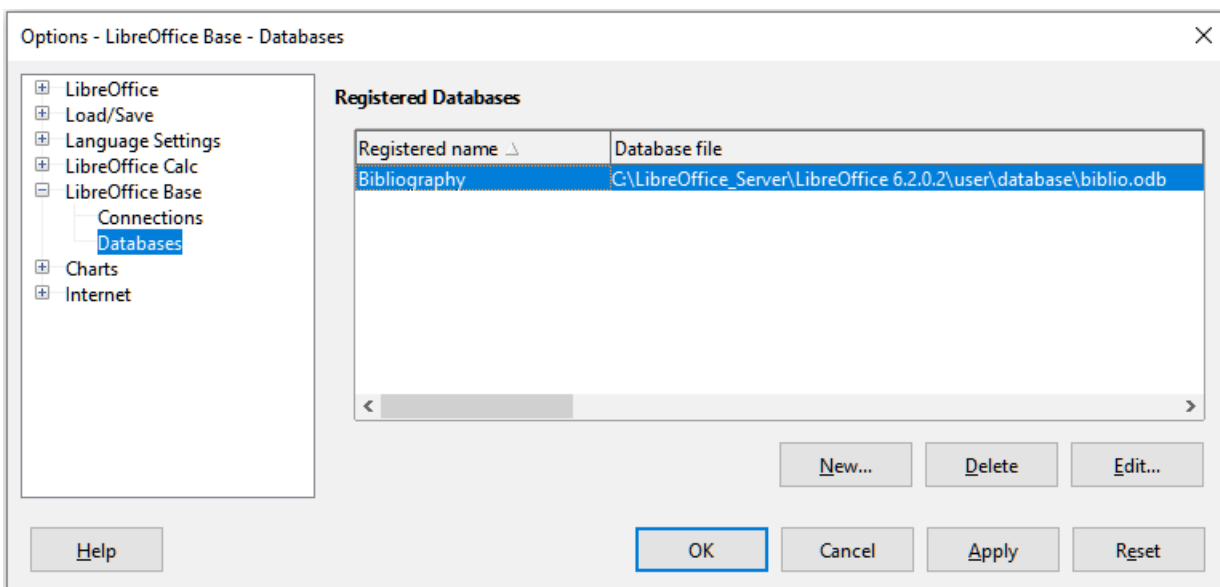 Options - LibreOffice Base - Databases
LibreOffice
Load/Save
Language Settings
LibreOffice Calc
LibreOffice Base
Connections
Databases
Charts
Internet
Registered Databases
Registered name Database file
Bibliography C:\LibreOffice_Server\LibreOffice 6.2.0.2\user\database\biblio.odb
New... Delete Edit...
Help OK Cancel Apply Reset